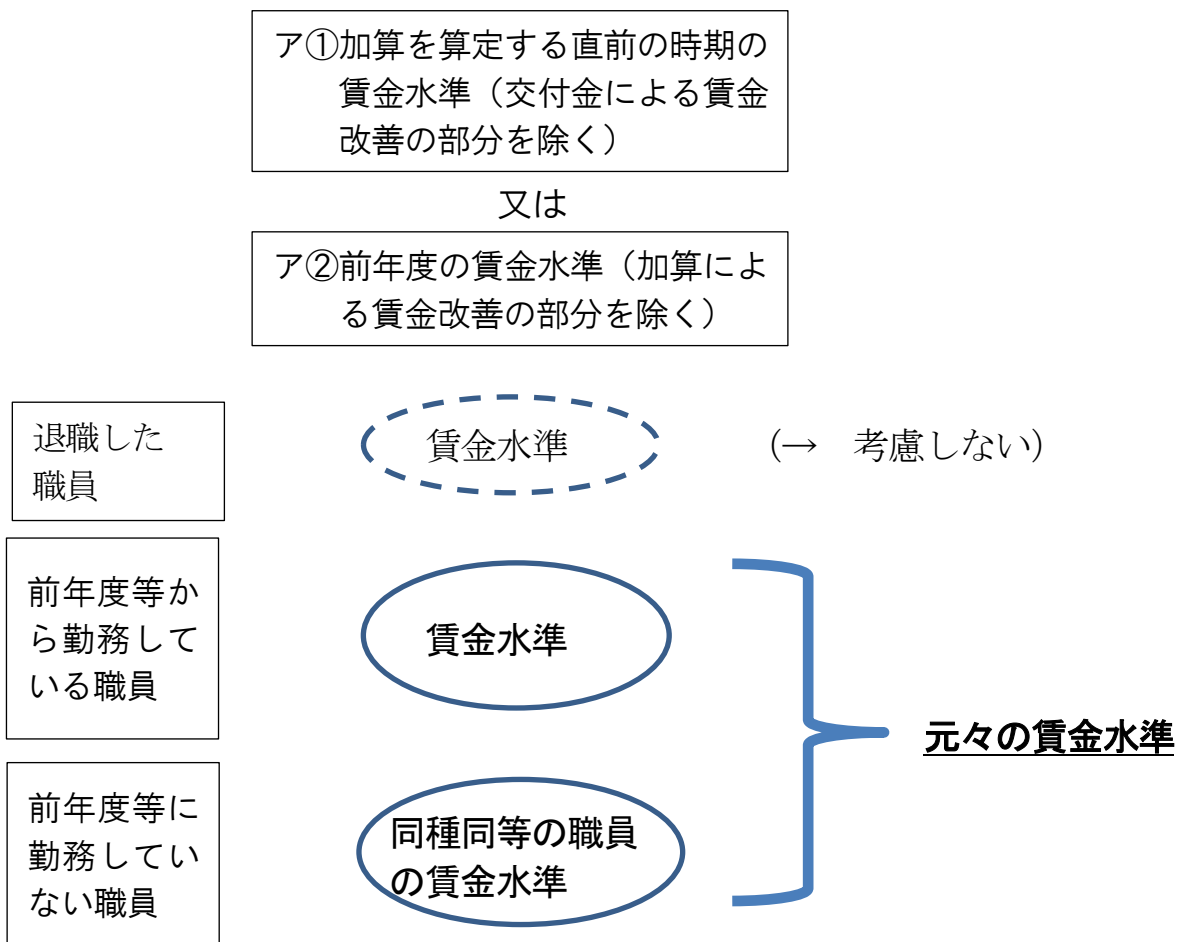 ア①加算を算定する直前の時期の
賃金水準（交付金による賃金
改善の部分を除く）
又は
ア②前年度の賃金水準（加算によ
る賃金改善の部分を除く）
退職した
職員
賃金水準
(→　考慮しない)
前年度等か
ら勤務して
いる職員
賃金水準
元々の賃金水準
前年度等に
勤務してい
ない職員
同種同等の職員
の賃金水準